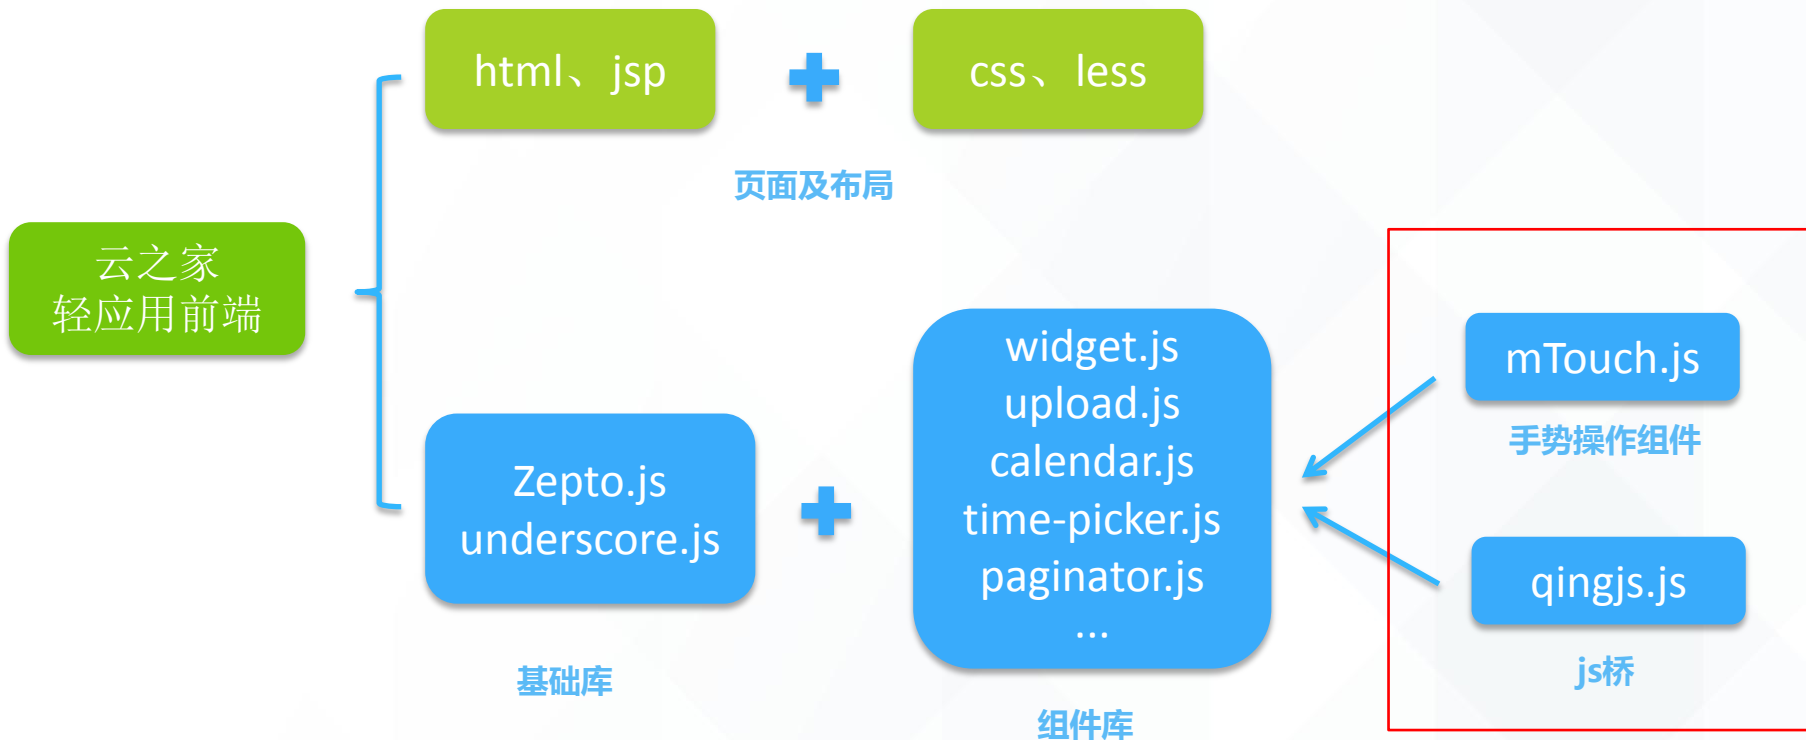 html、jsp
css、less
页面及布局
云之家
轻应用前端
Zepto.js
underscore.js
基础库
widget.js
upload.js
calendar.js
time-picker.js
paginator.js
...
组件库
mTouch.js
手势操作组件
qingjs.js
js桥